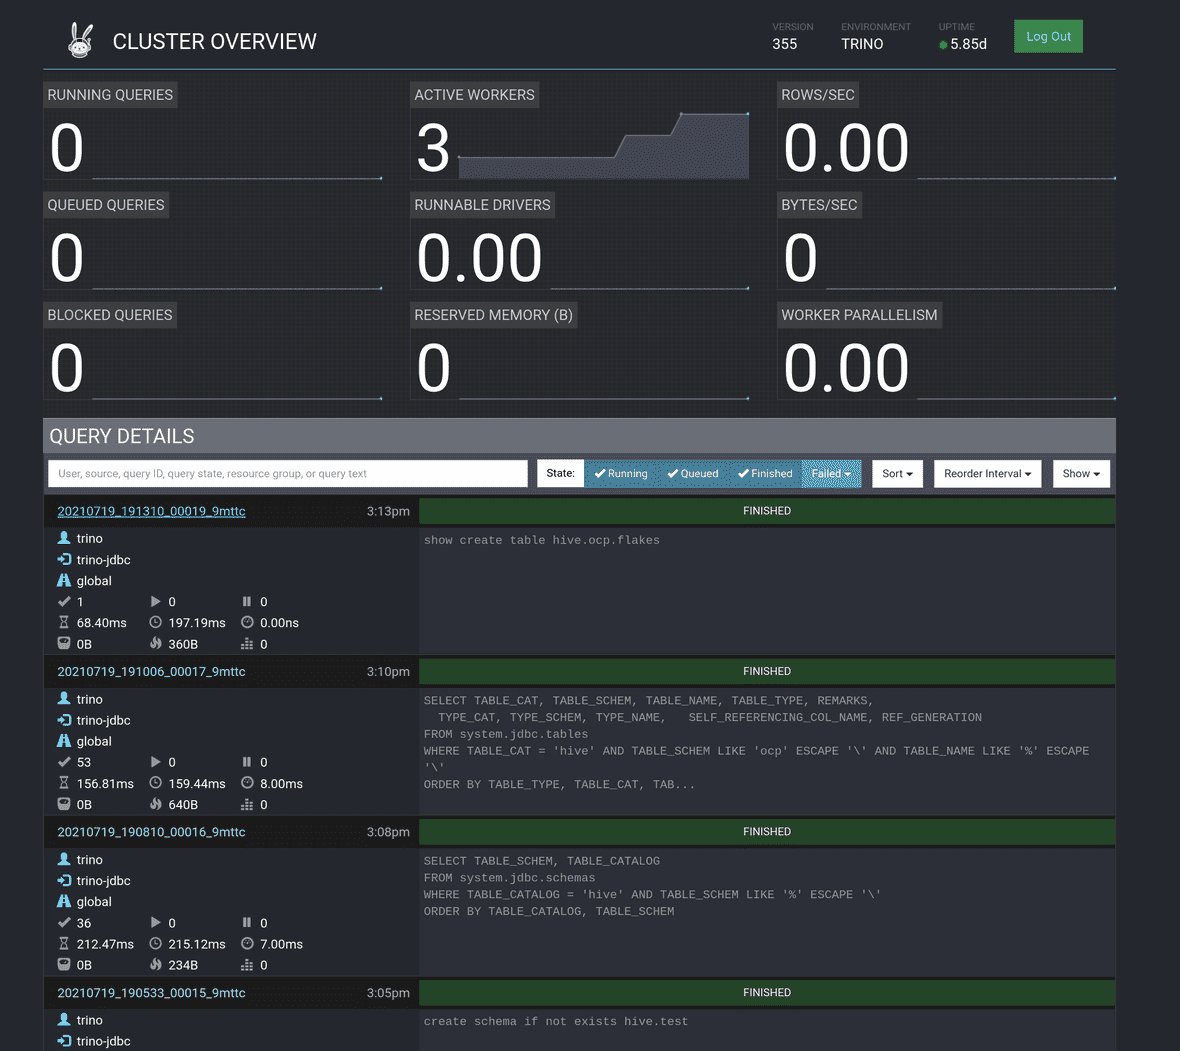 CLUSTER OVERVIEW
VERSION
355
ENVIRONMENT
TRINO
UPTIME
5.85d
Log Out
RUNNING QUERIES
0
ACTIVE WORKERS
3
ROWS/SEC
0.00
QUEUED QUERIES
0
RUNNABLE DRIVERS
0.00
BYTES/SEC
0
BLOCKED QUERIES
0
RESERVED MEMORY (B)
0
WORKER PARALLELISM
0.00
QUERY DETAILS
User, source, query ID, query state, resource group, or query text
State: Running Queued Finished Failed
Sort
Reorder Interval
Show
20210719_191310_00019_9mttc 3:13pm
FINISHED
trino
trino-jdbc
global
1 0 0
68.40ms 197.19ms 0.00ns
0B 360B 0
show create table hive.ocp.flakes
20210719_191006_00017_9mttc 3:10pm
FINISHED
trino
trino-jdbc
global
53 0 0
156.81ms 159.44ms 8.00ms
0B 640B 0
SELECT TABLE_CAT, TABLE_SCHEM, TABLE_NAME, TABLE_TYPE, REMARKS,
TYPE_CAT, TYPE_SCHEM, TYPE_NAME, SELF_REFERENCING_COL_NAME, REF_GENERATION
FROM system.jdbc.tables
WHERE TABLE_CAT = 'hive' AND TABLE_SCHEM LIKE 'ocp' ESCAPE '\' AND TABLE_NAME LIKE '%' ESCAPE
'\'
ORDER BY TABLE_TYPE, TABLE_CAT, TAB...
20210719_190810_00016_9mttc 3:08pm
FINISHED
trino
trino-jdbc
global
36 0 0
212.47ms 215.12ms 7.00ms
0B 234B 0
SELECT TABLE_SCHEM, TABLE_CATALOG
FROM system.jdbc.schemas
WHERE TABLE_CATALOG = 'hive' AND TABLE_SCHEM LIKE '%' ESCAPE '\'
ORDER BY TABLE_CATALOG, TABLE_SCHEM
20210719_190533_00015_9mttc 3:05pm
FINISHED
trino
trino-jdbc
create schema if not exists hive.test